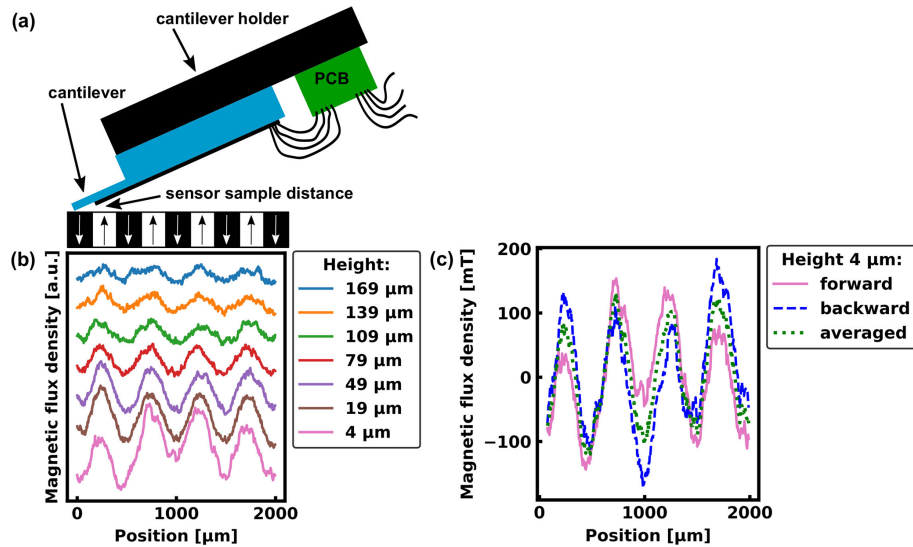 (a)
cantilever holder
PCB
cantilever
sensor sample distance
(b)
Magnetic flux density [a.u.]
0
1000
2000
Position [µm]
Height:
169 µm
139 µm
109 µm
79 µm
49 µm
19 µm
4 µm
(c)
Magnetic flux density [mT]
200
100
0
−100
0
1000
2000
Position [µm]
Height 4 µm:
forward
backward
averaged